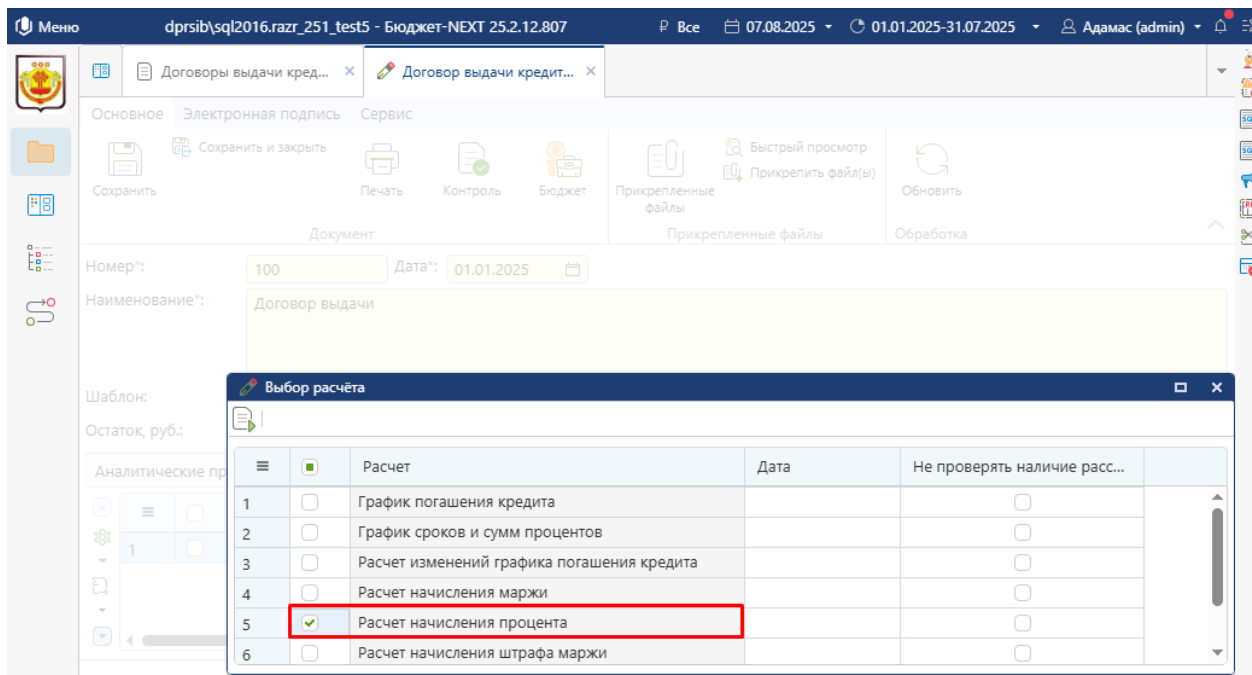 Меню dprsib\sql2016.razr_251_test5 - Бюджет-NEXT 25.2.12.807 ₽ Все 07.08.2025 01.01.2025-31.07.2025 Адамас (admin)
Договоры выдачи кред... Договор выдачи кредит...
Основное Электронная подпись Сервис
Сохранить и закрыть Быстрый просмотр
Прикрепить файл(ы)
Сохранить Печать Контроль Бюджет Прикрепленные файлы Обновить
Документ Прикрепленные файлы Обработка
Номер*: 100 Дата*: 01.01.2025
Наименование*: Договор выдачи
Выбор расчёта
Шаблон:
Остаток, руб.:
Аналитические пр
1
Расчет Дата Не проверять наличие расс...
1 График погашения кредита
2 График сроков и сумм процентов
3 Расчет изменений графика погашения кредита
4 Расчет начисления маржи
5 Расчет начисления процента
6 Расчет начисления штрафа маржи